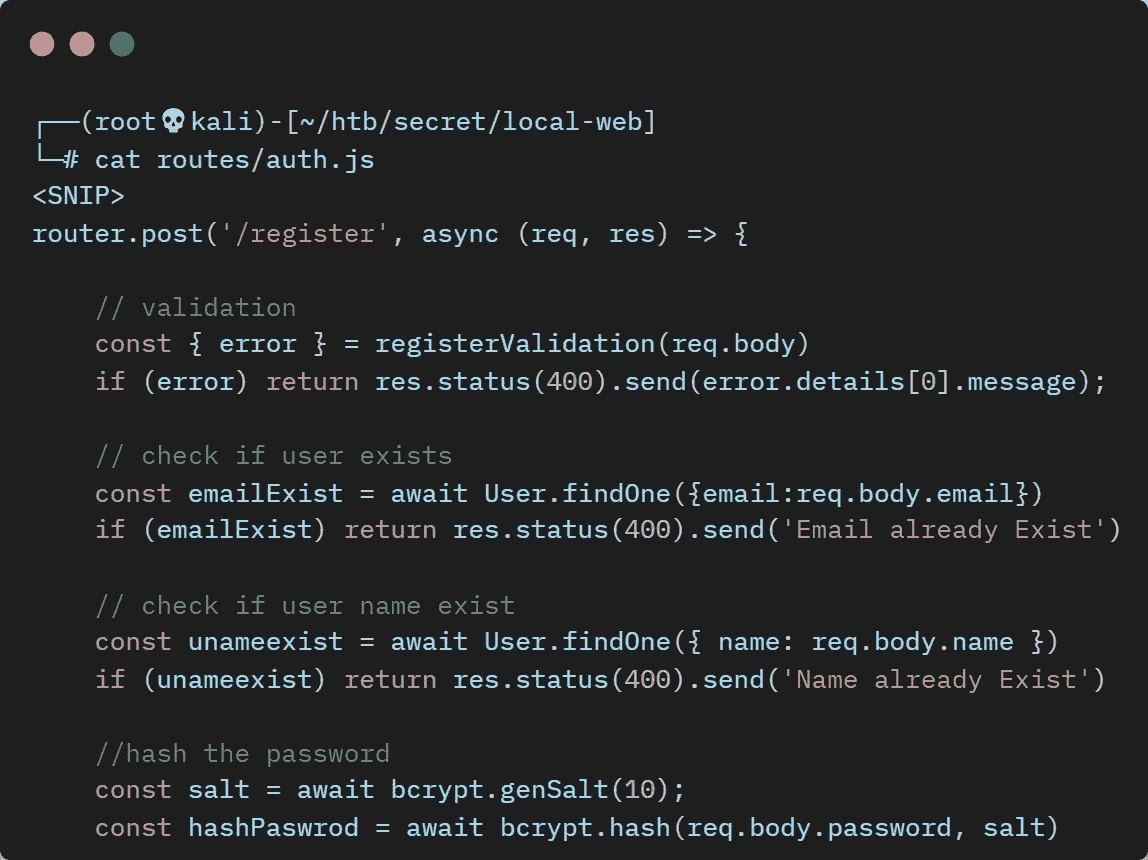 ┌──(root💀kali)-[~/htb/secret/local-web]
└─# cat routes/auth.js
<SNIP>
router.post('/register', async (req, res) => {
    // validation
    const { error } = registerValidation(req.body)
    if (error) return res.status(400).send(error.details[0].message);
    // check if user exists
    const emailExist = await User.findOne({email:req.body.email})
    if (emailExist) return res.status(400).send('Email already Exist')
    // check if user name exist
    const unameexist = await User.findOne({ name: req.body.name })
    if (unameexist) return res.status(400).send('Name already Exist')
    //hash the password
    const salt = await bcrypt.genSalt(10);
    const hashPaswrod = await bcrypt.hash(req.body.password, salt)